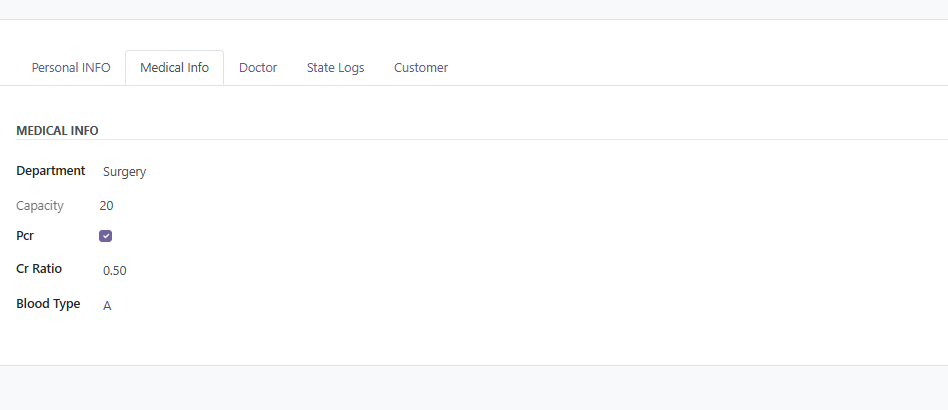 Personal INFO Medical Info Doctor State Logs Customer
MEDICAL INFO
Department Surgery
Capacity 20
Pcr
Cr Ratio 0.50
Blood Type A